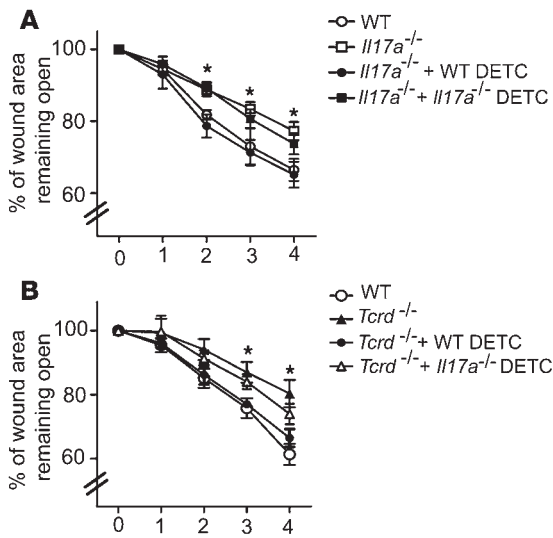 A
% of wound area
remaining open
100
80
60
0 1 2 3 4
* * *
WT
Il17a-/-
Il17a-/- + WT DETC
Il17a-/- + Il17a-/- DETC
B
% of wound area
remaining open
100
80
60
0 1 2 3 4
* *
WT
Tcrd -/-
Tcrd -/- + WT DETC
Tcrd -/- + Il17a-/- DETC